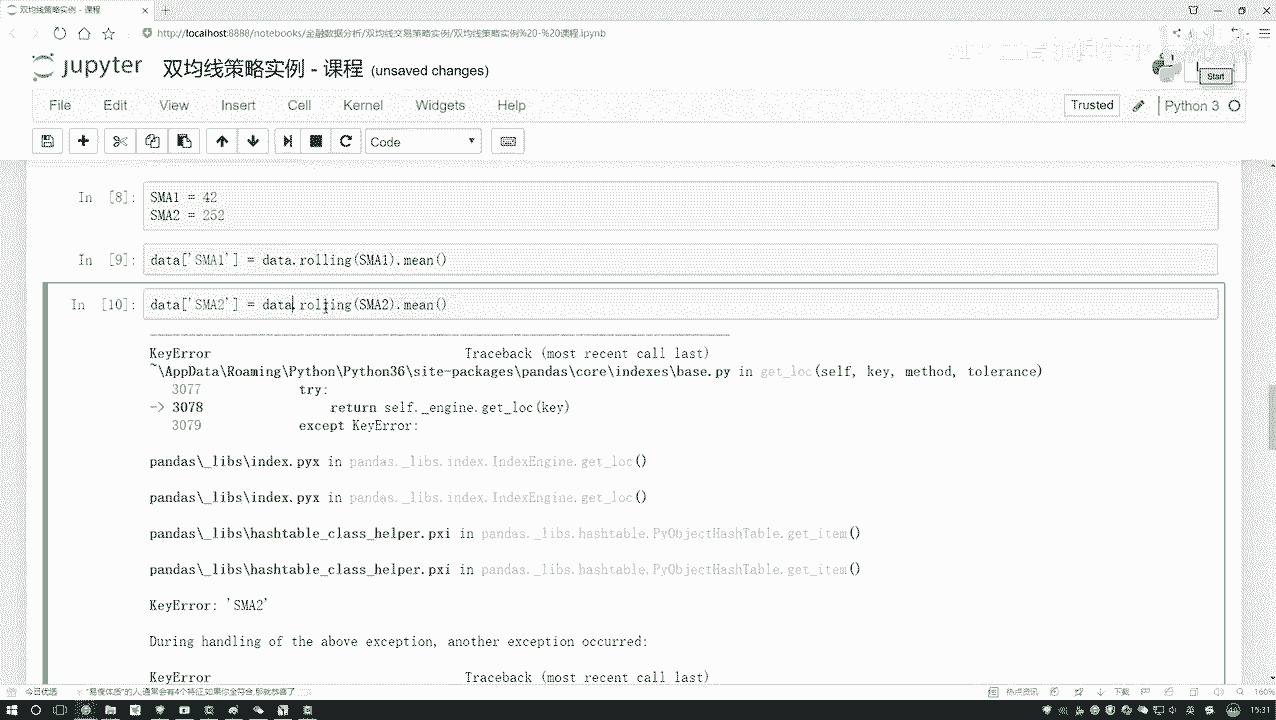 双均线策略实例 - 课程
http://localhost:8888/notebooks/金融数据分析/双均线交易策略实例/双均线策略实例%20-%20课程.ipynb
jupyter 双均线策略实例 - 课程 (unsaved changes)
Start
File Edit View Insert Cell Kernel Widgets Help
Trusted Python 3
Code
In [8]: SMA1 = 42
SMA2 = 252
In [9]: data['SMA1'] = data.rolling(SMA1).mean()
In [10]: data['SMA2'] = data.rolling(SMA2).mean()
KeyError Traceback (most recent call last)
~\AppData\Roaming\Python\Python36\site-packages\pandas\core\indexes\base.py in get_loc(self, key, method, tolerance)
3077 try:
-> 3078 return self._engine.get_loc(key)
3079 except KeyError:
pandas\_libs\index.pyx in pandas._libs.index.IndexEngine.get_loc()
pandas\_libs\index.pyx in pandas._libs.index.IndexEngine.get_loc()
pandas\_libs\hashtable_class_helper.pxi in pandas._libs.hashtable.PyObjectHashTable.get_item()
pandas\_libs\hashtable_class_helper.pxi in pandas._libs.hashtable.PyObjectHashTable.get_item()
KeyError: 'SMA2'
During handling of the above exception, another exception occurred:
KeyError Traceback (most recent call last)
今日优选 "易瘦体质"的人,通常会有4个特征,如果你全符合,那就恭喜了
热点资讯 下载 160%
15:31